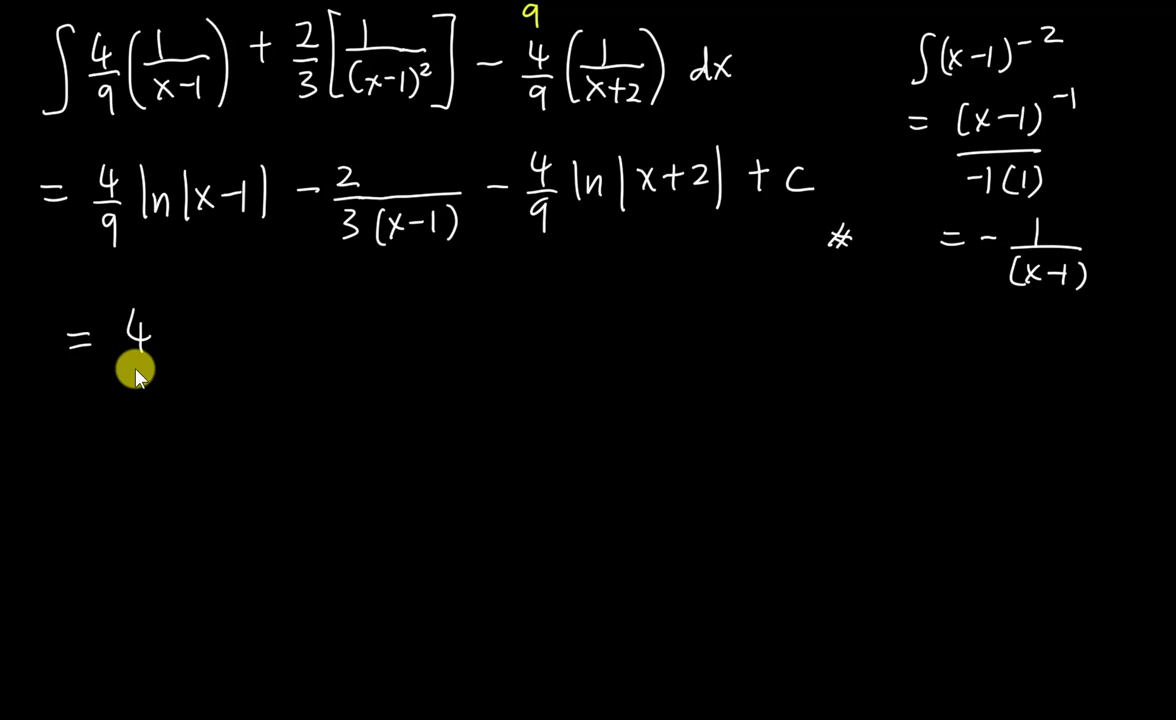 9
∫ 4/9 (1/(x-1)) + 2/3 [1/(x-1)²] - 4/9 (1/(x+2)) dx
= 4/9 ln|x-1| - 2/(3(x-1)) - 4/9 ln|x+2| + c #
= 4
∫(x-1)⁻²
= (x-1)⁻¹/(-1(1))
= - 1/(x-1)